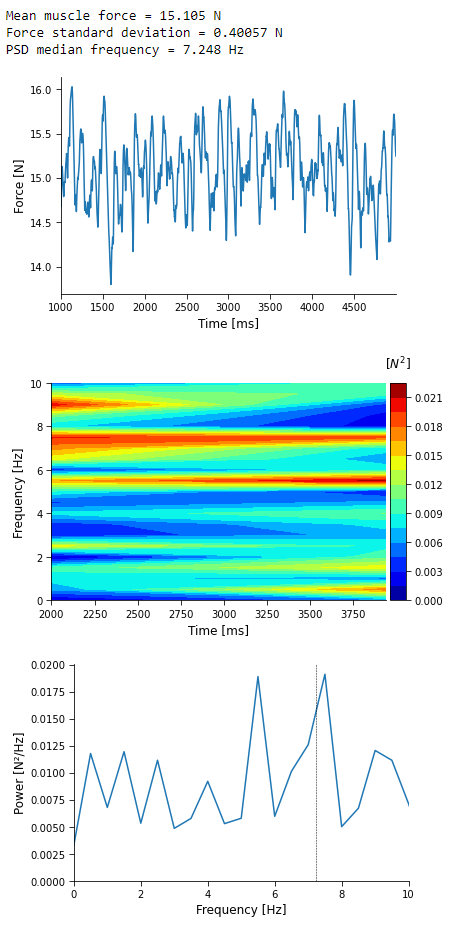 Mean muscle force = 15.105 N
Force standard deviation = 0.40057 N
PSD median frequency = 7.248 Hz
16.0
15.5
15.0
14.5
14.0
Force [N]
1000 1500 2000 2500 3000 3500 4000 4500
Time [ms]
[N²]
10
8
6
4
2
0
Frequency [Hz]
0.021
0.018
0.015
0.012
0.009
0.006
0.003
0.000
2000 2250 2500 2750 3000 3250 3500 3750
Time [ms]
0.0200
0.0175
0.0150
0.0125
0.0100
0.0075
0.0050
0.0025
0.0000
Power [N²/Hz]
0 2 4 6 8 10
Frequency [Hz]